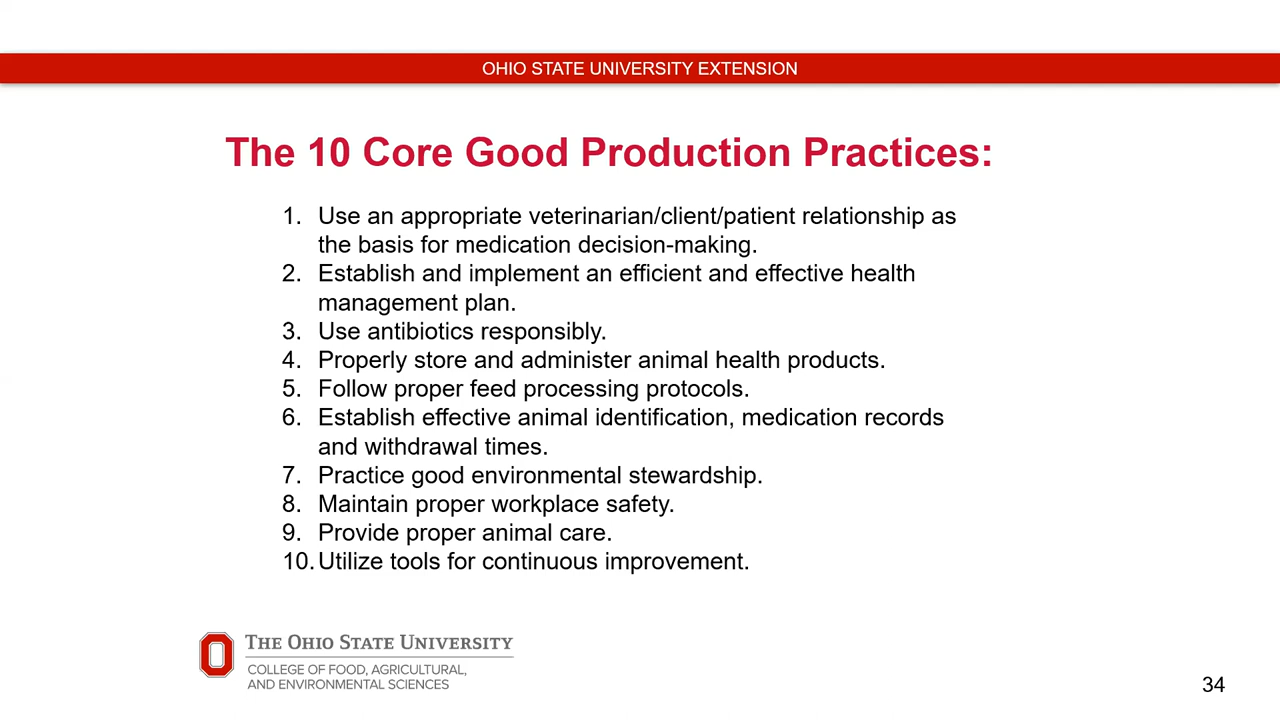 OHIO STATE UNIVERSITY EXTENSION
The 10 Core Good Production Practices:
1. Use an appropriate veterinarian/client/patient relationship as
the basis for medication decision-making.
2. Establish and implement an efficient and effective health
management plan.
3. Use antibiotics responsibly.
4. Properly store and administer animal health products.
5. Follow proper feed processing protocols.
6. Establish effective animal identification, medication records
and withdrawal times.
7. Practice good environmental stewardship.
8. Maintain proper workplace safety.
9. Provide proper animal care.
10. Utilize tools for continuous improvement.
THE OHIO STATE UNIVERSITY
COLLEGE OF FOOD, AGRICULTURAL,
AND ENVIRONMENTAL SCIENCES
34